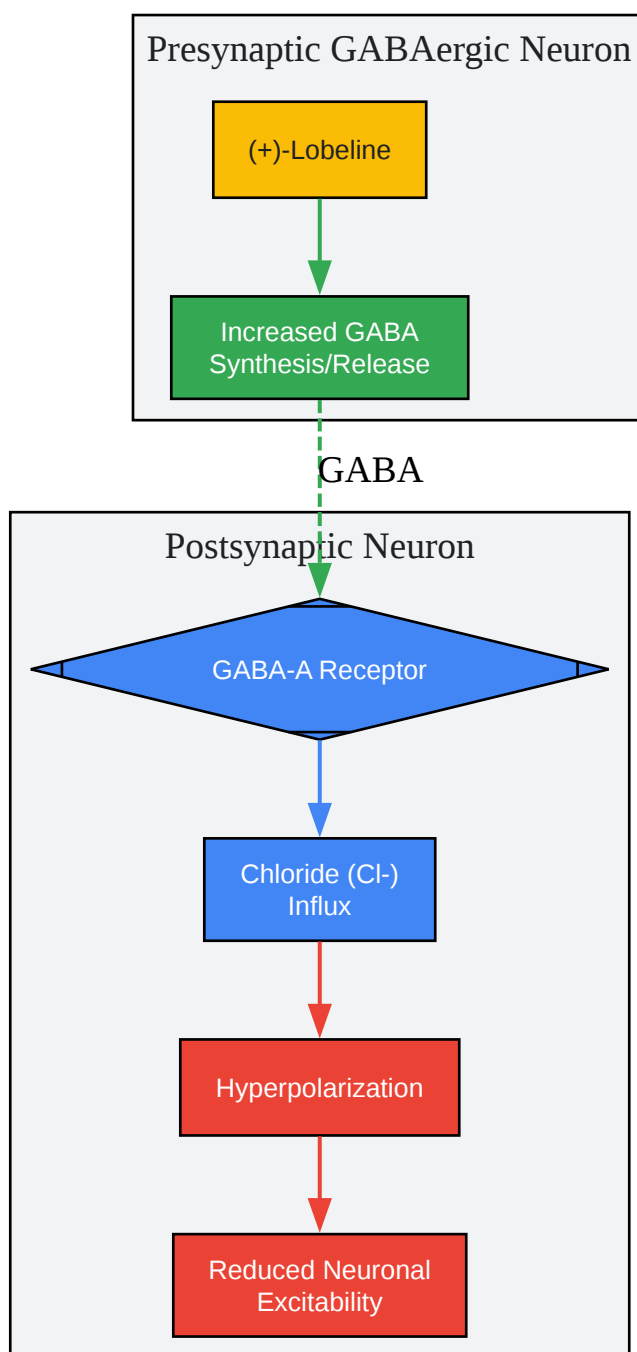 Presynaptic GABAergic Neuron
(+)-Lobeline
Increased GABA
Synthesis/Release
GABA
Postsynaptic Neuron
GABA-A Receptor
Chloride (Cl-)
Influx
Hyperpolarization
Reduced Neuronal
Excitability